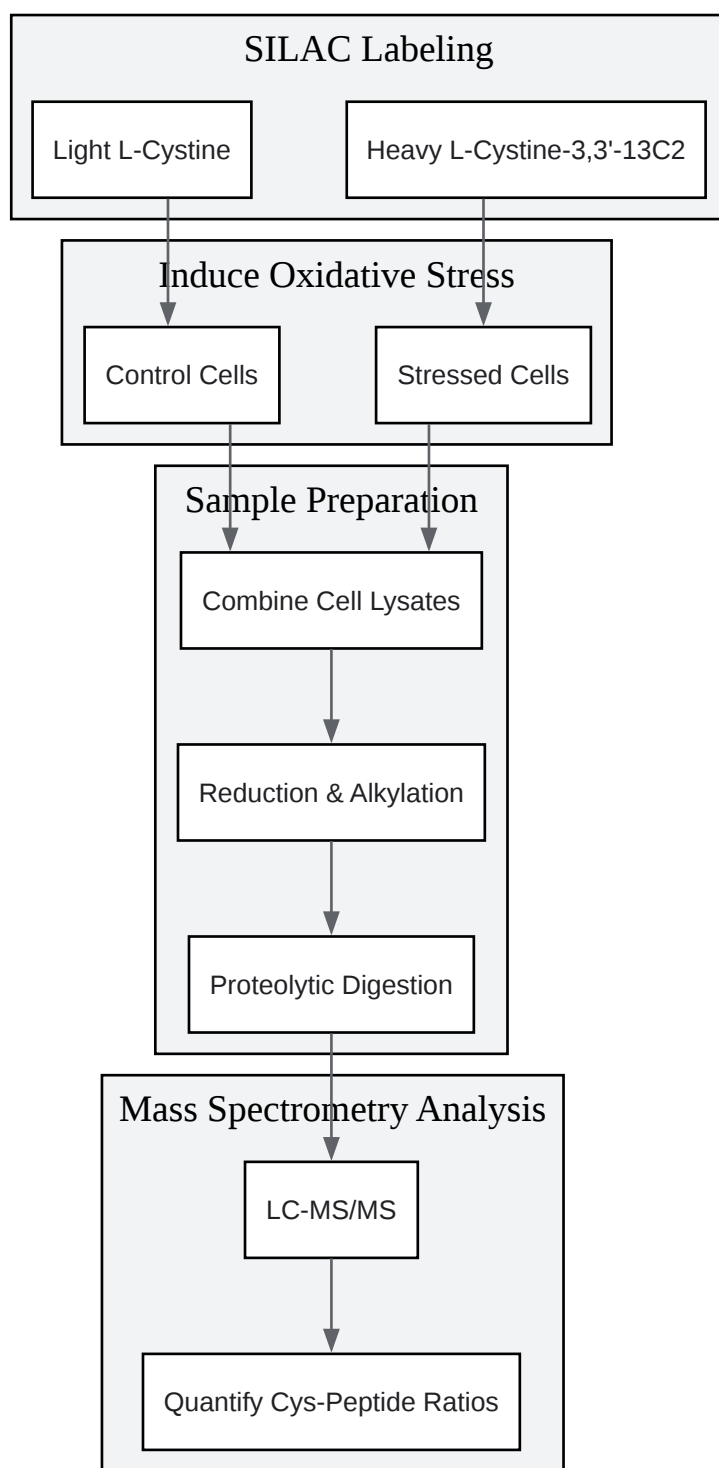 SILAC Labeling
Light L-Cystine
Heavy L-Cystine-3,3'-13C2
Induce Oxidative Stress
Control Cells
Stressed Cells
Sample Preparation
Combine Cell Lysates
Reduction & Alkylation
Proteolytic Digestion
Mass Spectrometry Analysis
LC-MS/MS
Quantify Cys-Peptide Ratios